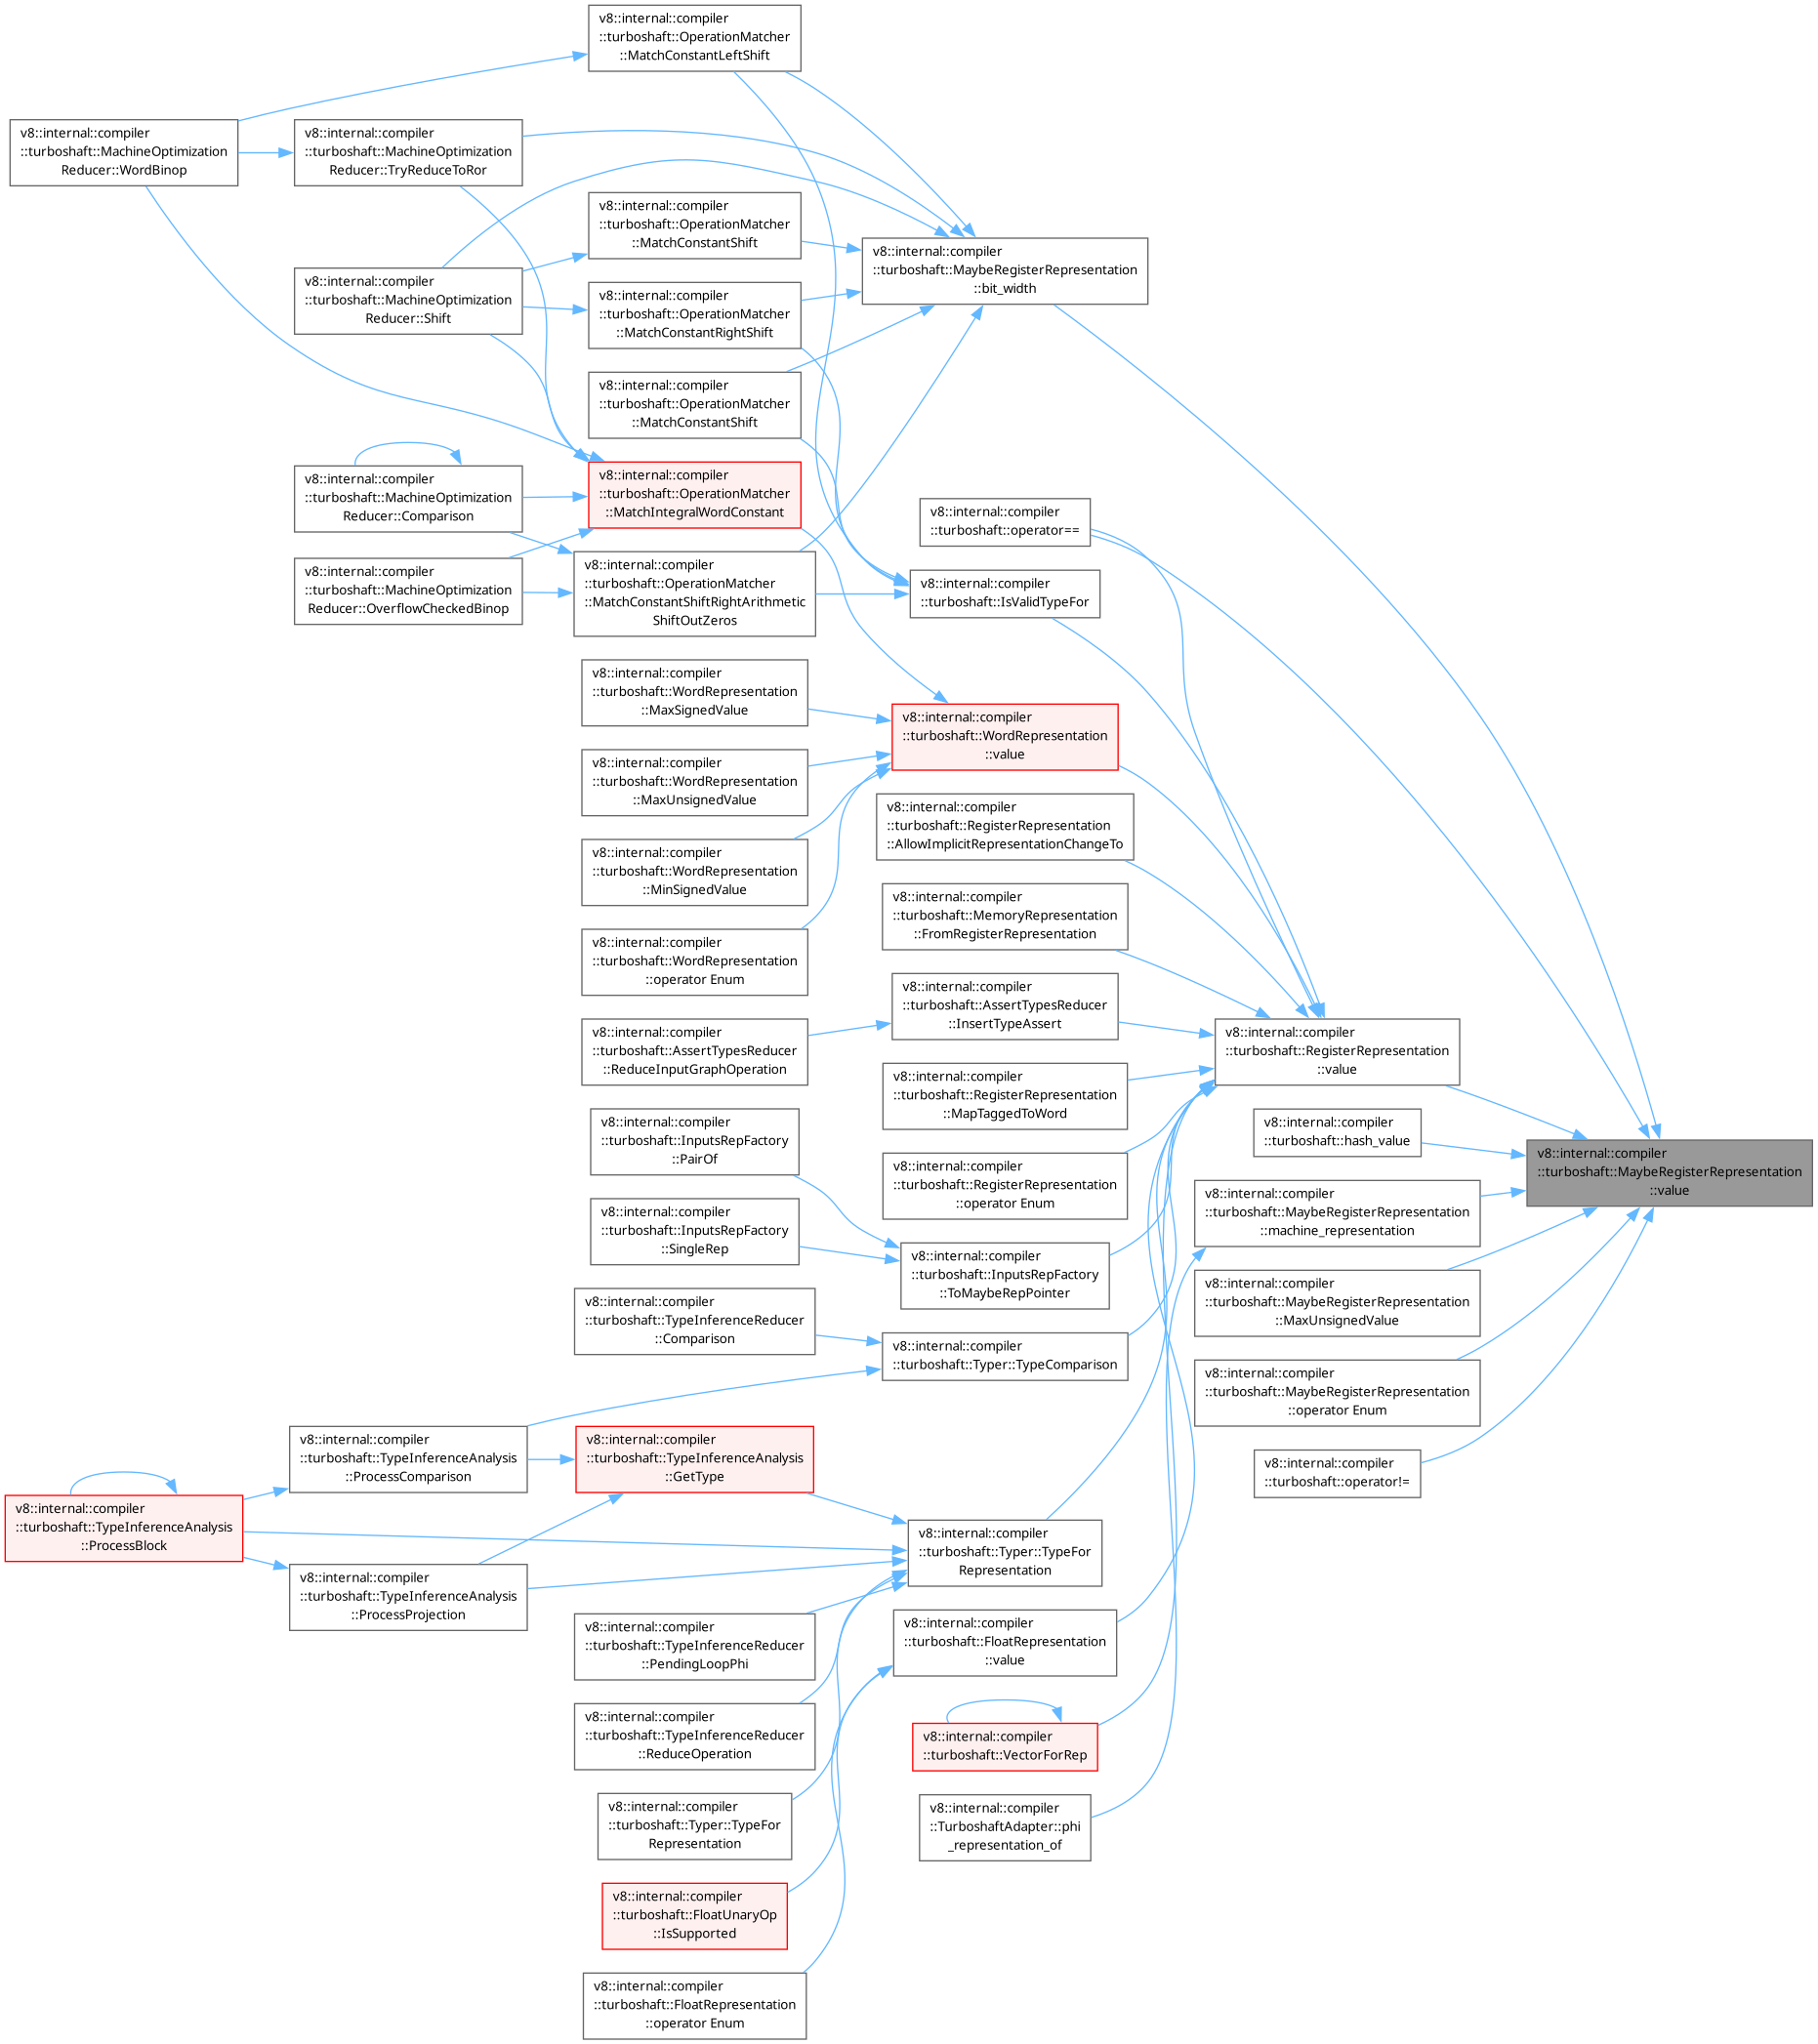 v8::internal::compiler
::turboshaft::OperationMatcher
::MatchConstantLeftShift
v8::internal::compiler
::turboshaft::MachineOptimization
Reducer::WordBinop
v8::internal::compiler
::turboshaft::MachineOptimization
Reducer::TryReduceToRor
v8::internal::compiler
::turboshaft::OperationMatcher
::MatchConstantShift
v8::internal::compiler
::turboshaft::MaybeRegisterRepresentation
::bit_width
v8::internal::compiler
::turboshaft::MachineOptimization
Reducer::Shift
v8::internal::compiler
::turboshaft::OperationMatcher
::MatchConstantRightShift
v8::internal::compiler
::turboshaft::OperationMatcher
::MatchConstantShift
v8::internal::compiler
::turboshaft::MachineOptimization
Reducer::Comparison
v8::internal::compiler
::turboshaft::OperationMatcher
::MatchIntegralWordConstant
v8::internal::compiler
::turboshaft::operator==
v8::internal::compiler
::turboshaft::MachineOptimization
Reducer::OverflowCheckedBinop
v8::internal::compiler
::turboshaft::OperationMatcher
::MatchConstantShiftRightArithmetic
ShiftOutZeros
v8::internal::compiler
::turboshaft::IsValidTypeFor
v8::internal::compiler
::turboshaft::WordRepresentation
::MaxSignedValue
v8::internal::compiler
::turboshaft::WordRepresentation
::value
v8::internal::compiler
::turboshaft::WordRepresentation
::MaxUnsignedValue
v8::internal::compiler
::turboshaft::RegisterRepresentation
::AllowImplicitRepresentationChangeTo
v8::internal::compiler
::turboshaft::WordRepresentation
::MinSignedValue
v8::internal::compiler
::turboshaft::MemoryRepresentation
::FromRegisterRepresentation
v8::internal::compiler
::turboshaft::WordRepresentation
::operator Enum
v8::internal::compiler
::turboshaft::AssertTypesReducer
::InsertTypeAssert
v8::internal::compiler
::turboshaft::AssertTypesReducer
::ReduceInputGraphOperation
v8::internal::compiler
::turboshaft::RegisterRepresentation
::value
v8::internal::compiler
::turboshaft::RegisterRepresentation
::MapTaggedToWord
v8::internal::compiler
::turboshaft::InputsRepFactory
::PairOf
v8::internal::compiler
::turboshaft::hash_value
v8::internal::compiler
::turboshaft::MaybeRegisterRepresentation
::value
v8::internal::compiler
::turboshaft::RegisterRepresentation
::operator Enum
v8::internal::compiler
::turboshaft::MaybeRegisterRepresentation
::machine_representation
v8::internal::compiler
::turboshaft::InputsRepFactory
::SingleRep
v8::internal::compiler
::turboshaft::InputsRepFactory
::ToMaybeRepPointer
v8::internal::compiler
::turboshaft::MaybeRegisterRepresentation
::MaxUnsignedValue
v8::internal::compiler
::turboshaft::TypeInferenceReducer
::Comparison
v8::internal::compiler
::turboshaft::Typer::TypeComparison
v8::internal::compiler
::turboshaft::MaybeRegisterRepresentation
::operator Enum
v8::internal::compiler
::turboshaft::TypeInferenceAnalysis
::ProcessComparison
v8::internal::compiler
::turboshaft::TypeInferenceAnalysis
::GetType
v8::internal::compiler
::turboshaft::operator!=
v8::internal::compiler
::turboshaft::TypeInferenceAnalysis
::ProcessBlock
v8::internal::compiler
::turboshaft::Typer::TypeFor
Representation
v8::internal::compiler
::turboshaft::TypeInferenceAnalysis
::ProcessProjection
v8::internal::compiler
::turboshaft::TypeInferenceReducer
::PendingLoopPhi
v8::internal::compiler
::turboshaft::FloatRepresentation
::value
v8::internal::compiler
::turboshaft::TypeInferenceReducer
::ReduceOperation
v8::internal::compiler
::turboshaft::VectorForRep
v8::internal::compiler
::turboshaft::Typer::TypeFor
Representation
v8::internal::compiler
::TurboshaftAdapter::phi
_representation_of
v8::internal::compiler
::turboshaft::FloatUnaryOp
::IsSupported
v8::internal::compiler
::turboshaft::FloatRepresentation
::operator Enum